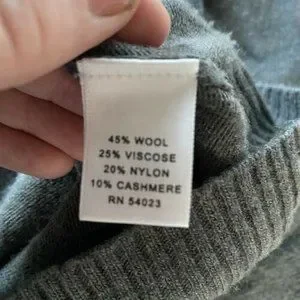 45% WOOL
25% VISCOSE
20% NYLON
10% CASHMERE
RN 54023